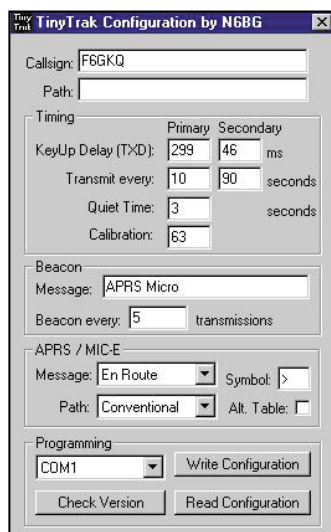 Tiny Trak TinyTrak Configuration by N6BG
Callsign: F6GKQ
Path:
Timing
Primary Secondary
KeyUp Delay (TXD): 299 46 ms
Transmit every: 10 90 seconds
Quiet Time: 3 seconds
Calibration: 63
Beacon
Message: APRS Micro
Beacon every: 5 transmissions
APRS / MIC-E
Message: En Route Symbol: >
Path: Conventional Alt. Table:
Programming
COM1 Write Configuration
Check Version Read Configuration